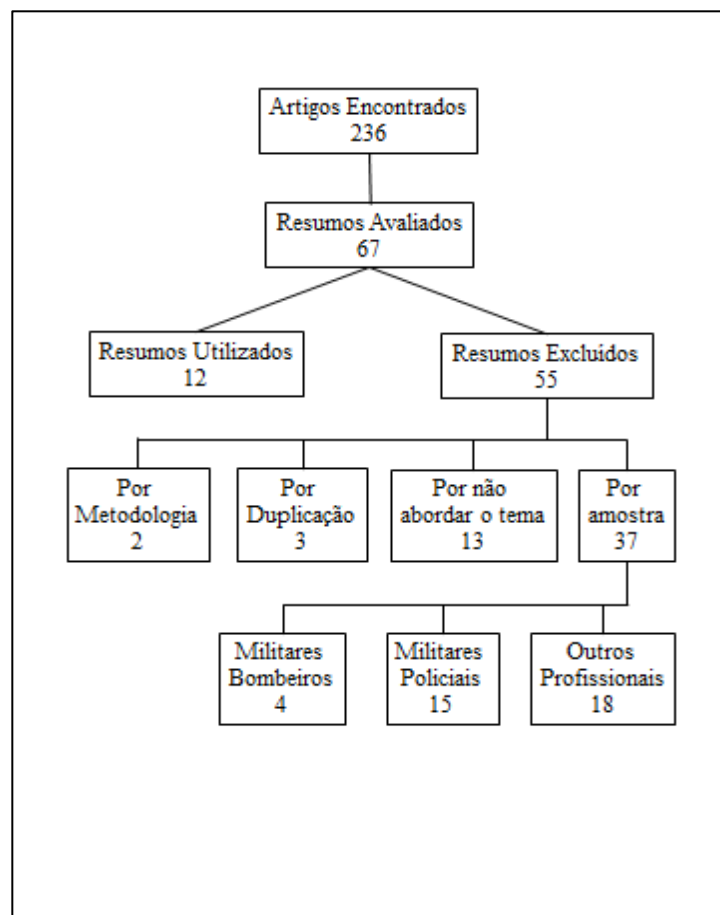 Artigos Encontrados
236
Resumos Avaliados
67
Resumos Utilizados
12
Resumos Excluídos
55
Por
Metodologia
2
Por
Duplicação
3
Por não
abordar o tema
13
Por
amostra
37
Militares
Bombeiros
4
Militares
Policiais
15
Outros
Profissionais
18